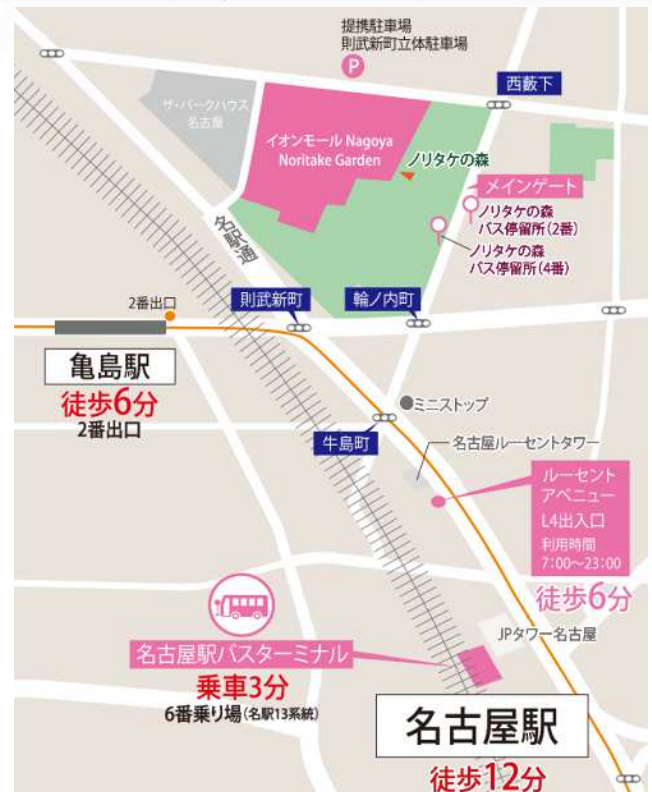 提携駐車場
則武新町立体駐車場
P
西藪下
ザ・パークハウス
名古屋
イオンモール Nagoya
Noritake Garden
ノリタケの森
メインゲート
ノリタケの森
バス停留所(2番)
ノリタケの森
バス停留所(4番)
名駅通
2番出口
則武新町
輪ノ内町
亀島駅
徒歩6分
2番出口
ミニストップ
牛島町
名古屋ルーセントタワー
ルーセント
アベニュー
L4出入口
利用時間
7:00～23:00
徒歩6分
JPタワー名古屋
名古屋駅バスターミナル
乗車3分
6番乗り場(名駅13系統)
名古屋駅
徒歩12分